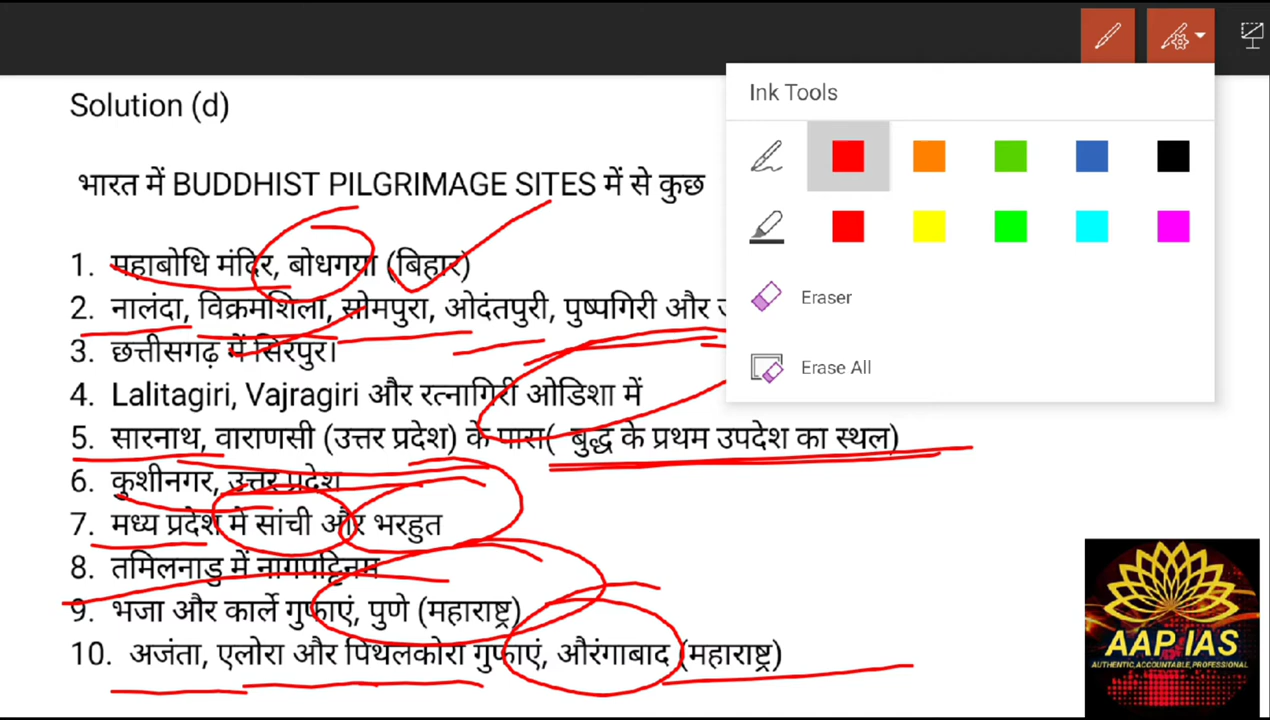 Ink Tools
Solution (d)
भारत में BUDDHIST PILGRIMAGE SITES में से कुछ
1. महाबोधि मंदिर, बोधगया (बिहार)
2. नालंदा, विक्रमशिला, सोमपुरा, ओदंतपुरी, पुष्पगिरी और
Eraser
3. छत्तीसगढ़ में सिरपुर।
Erase All
4. Lalitagiri, Vajragiri और रत्नागिरी ओडिशा में
5. सारनाथ, वाराणसी (उत्तर प्रदेश) के पास( बुद्ध के प्रथम उपदेश का स्थल)
6. कुशीनगर, उत्तर प्रदेश
7. मध्य प्रदेश में सांची और भरहुत
8. तमिलनाडु में नागपट्टिनम
9. भजा और कार्ले गुफाएं, पुणे (महाराष्ट्र)
10. अजंता, एलोरा और पिथलकोरा गुफाएं, औरंगाबाद (महाराष्ट्र)
AAP IAS
AUTHENTIC,ACCOUNTABLE,PROFESSIONAL